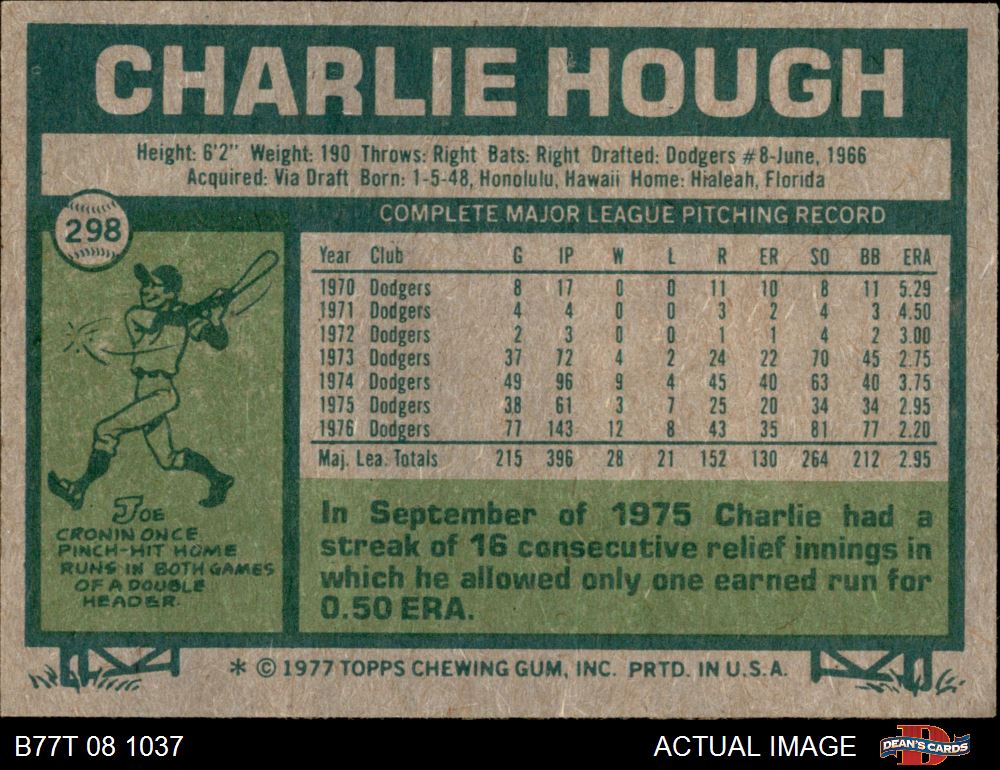 CHARLIE HOUGH
Height: 6'2" Weight: 190 Throws: Right Bats: Right Drafted: Dodgers #8-June, 1966
Acquired: Via Draft Born: 1-5-48, Honolulu, Hawaii Home: Hialeah, Florida
298
COMPLETE MAJOR LEAGUE PITCHING RECORD
Year Club G IP W L R ER SO BB ERA
1970 Dodgers 8 17 0 0 11 10 8 11 5.29
1971 Dodgers 4 4 0 0 3 2 4 3 4.50
1972 Dodgers 2 3 0 0 1 1 4 2 3.00
1973 Dodgers 37 72 4 2 24 22 70 45 2.75
1974 Dodgers 49 96 9 4 45 40 63 40 3.75
1975 Dodgers 38 61 3 7 25 20 34 34 2.95
1976 Dodgers 77 143 12 8 43 35 81 77 2.20
Maj. Lea. Totals 215 396 28 21 152 130 264 212 2.95
JOE
CRONIN ONCE
PINCH-HIT HOME
RUNS IN BOTH GAMES
OF A DOUBLE
HEADER.
In September of 1975 Charlie had a
streak of 16 consecutive relief innings in
which he allowed only one earned run for
0.50 ERA.
* © 1977 TOPPS CHEWING GUM, INC. PRTD. IN U.S.A.
B77T 08 1037
ACTUAL IMAGE
DEAN'S CARDS